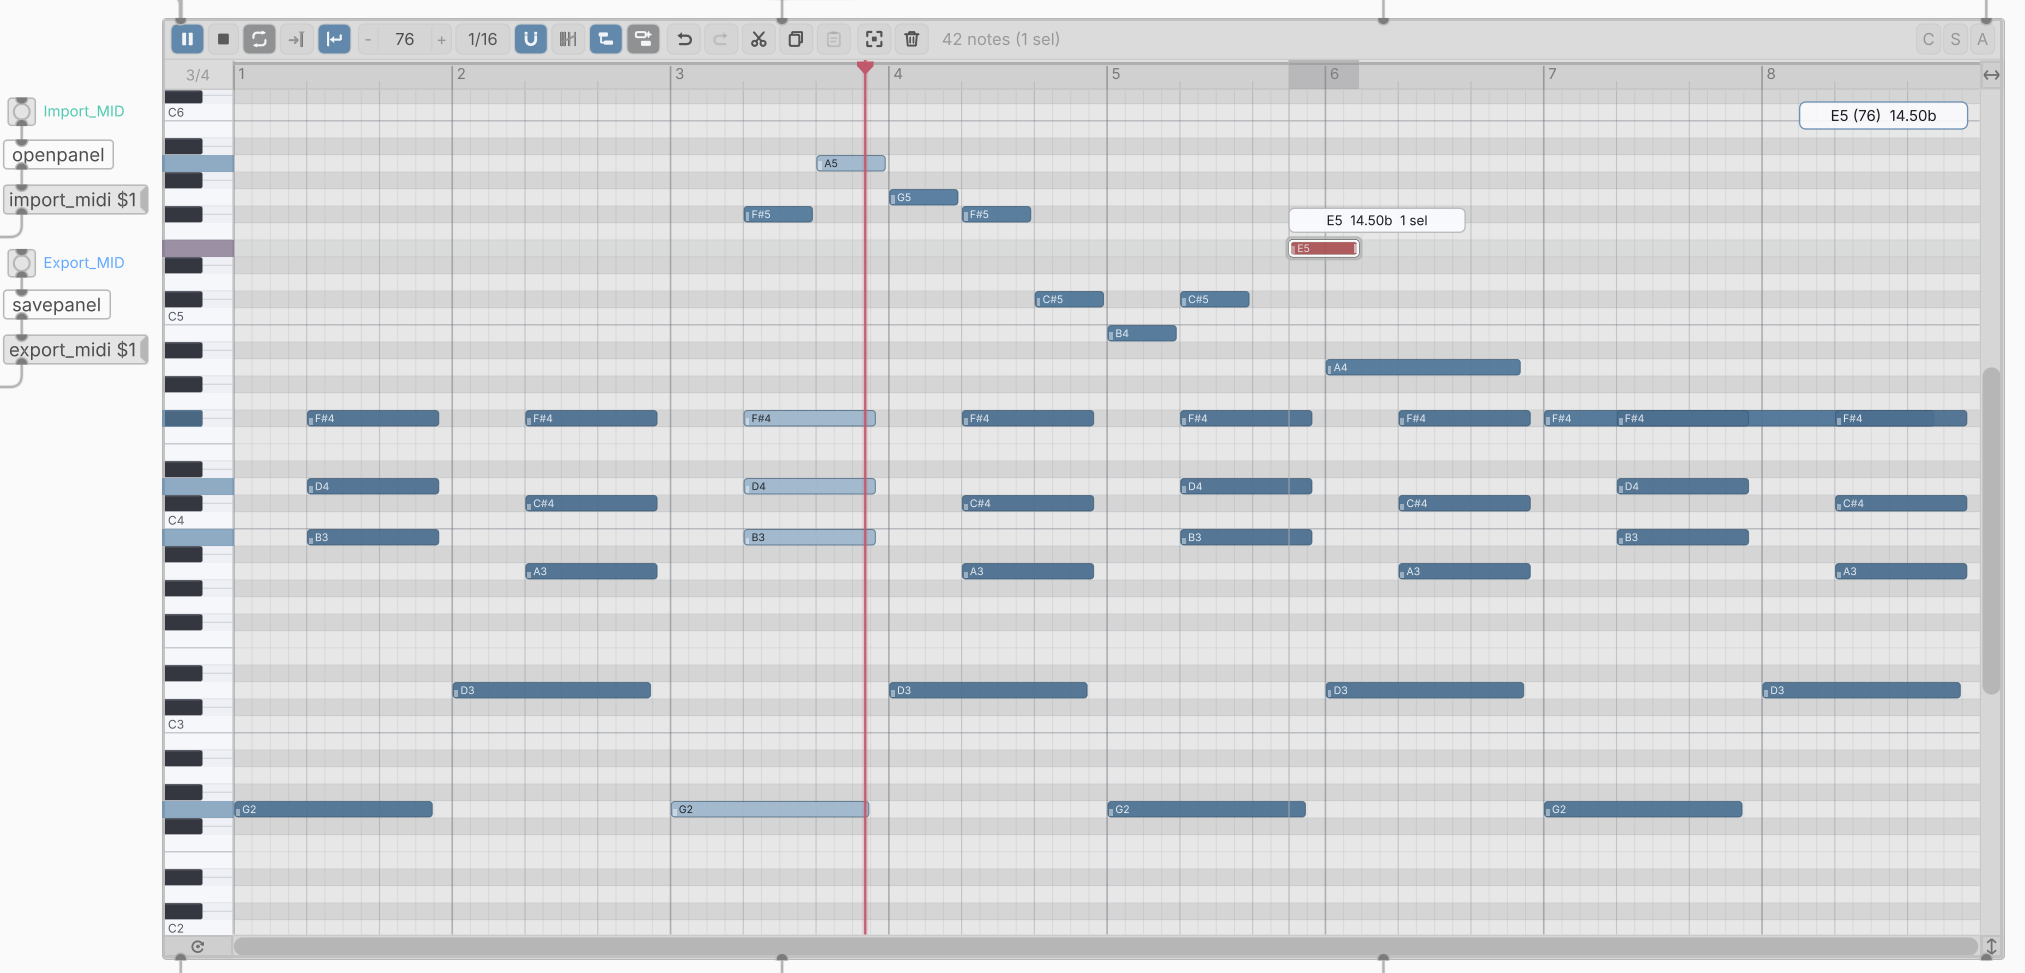 - 76 + 1/16 42 notes (1 sel) C S A
3/4 1 2 3 4 5 6 7 8
Import_MID
openpanel
import_midi $1
Export_MID
savepanel
export_midi $1
C6
E5 (76) 14.50b
A5
G5
F#5 F#5
E5 14.50b 1 sel
E5
C#5 C#5
C5
B4
A4
F#4 F#4 F#4 F#4 F#4 F#4 F#4 F#4 F#4
D4 D4 D4 D4
C#4 C#4 C#4 C#4
C4
B3 B3 B3 B3
A3 A3 A3 A3
D3 D3 D3 D3
C3
G2 G2 G2 G2
C2